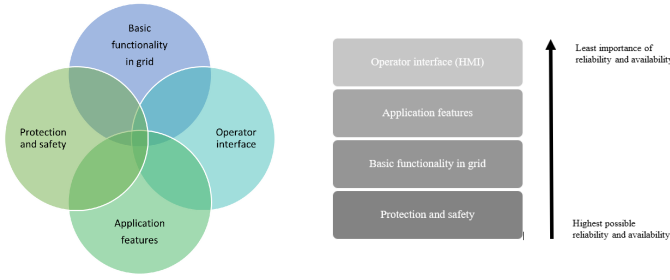 Basic
functionality
in grid
Protection
and safety
Operator
interface
Application
features
Operator interface (HMI)
Application features
Basic functionality in grid
Protection and safety
Least importance of
reliability and availability
Highest possible
reliability and availability